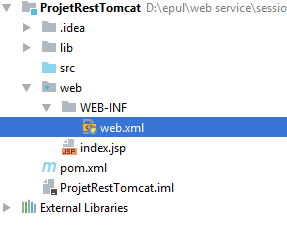 ProjetRestTomcat D:\epul\web service\sessio
.idea
lib
src
web
WEB-INF
web.xml
JSP index.jsp
m pom.xml
ProjetRestTomcat.iml
External Libraries